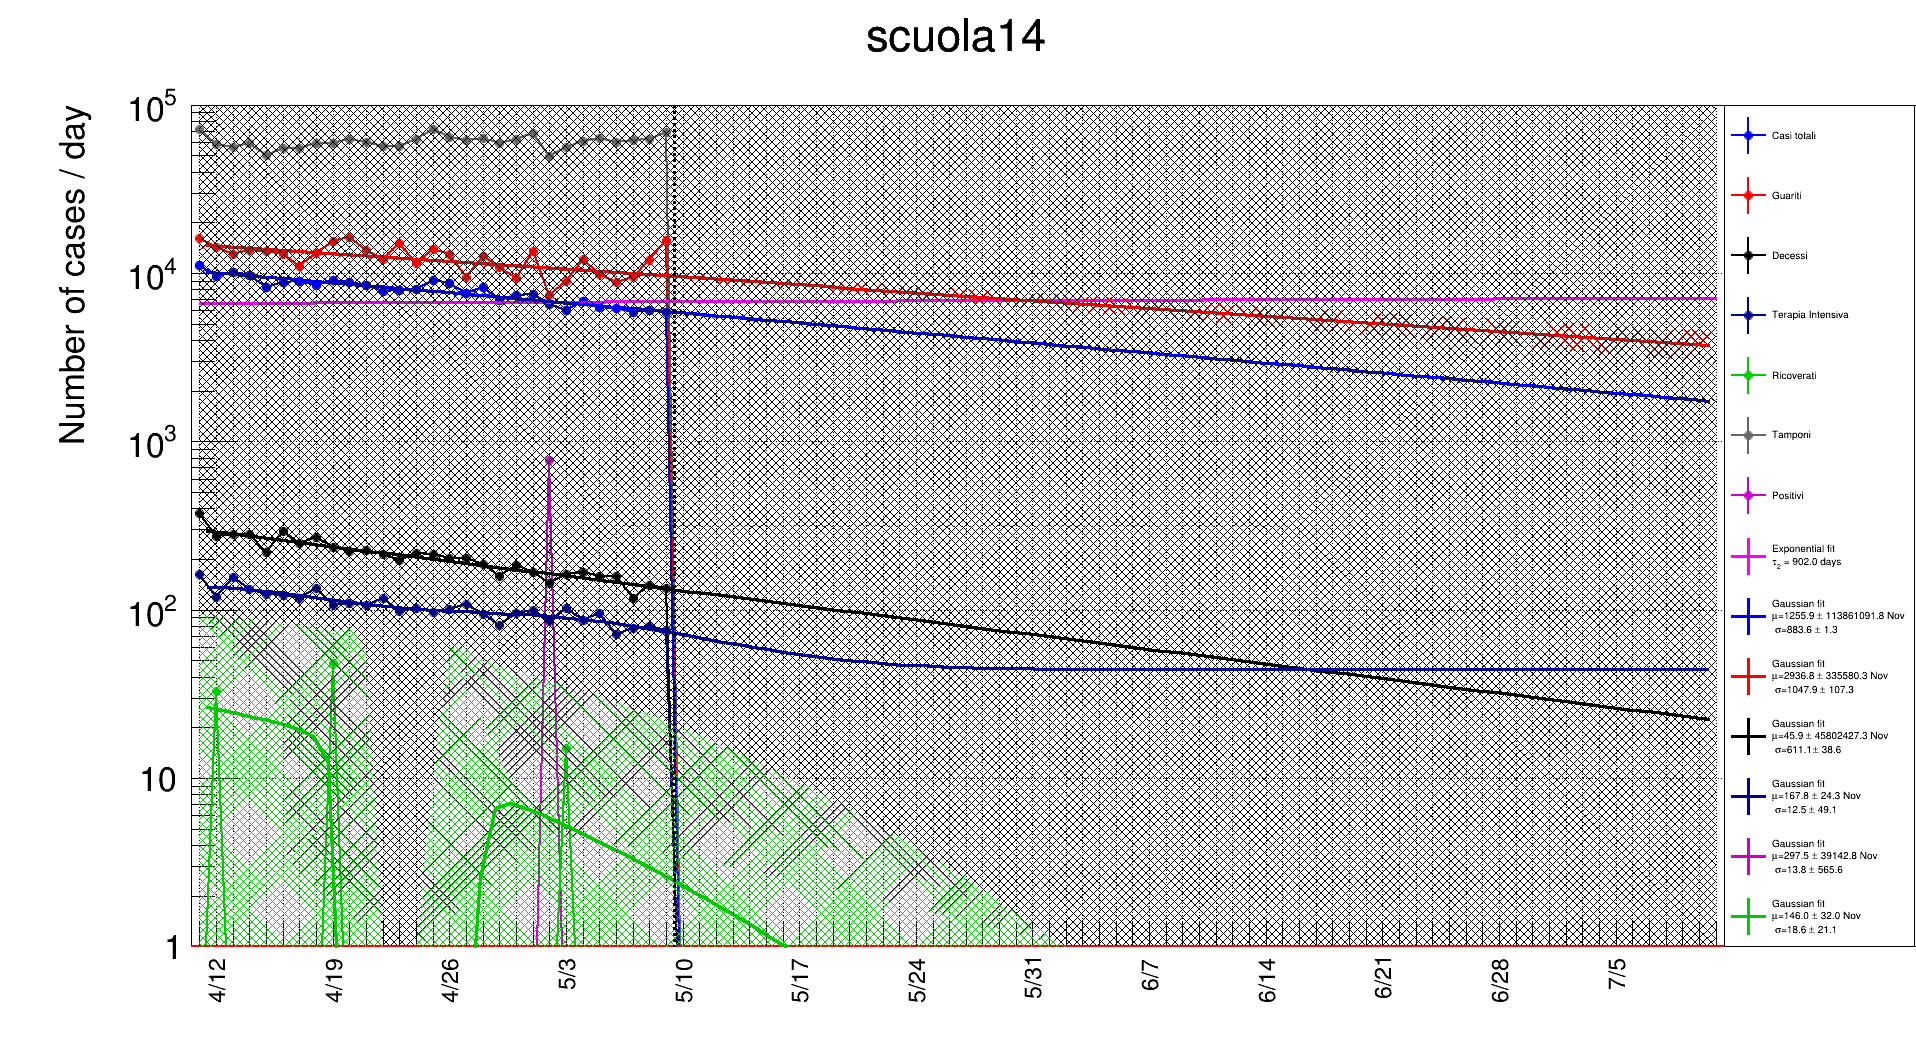 scuola14
Number of cases / day
10^5
10^4
10^3
10^2
10
1
4/12
4/19
4/26
5/3
5/10
5/17
5/24
5/31
6/7
6/14
6/21
6/28
7/5
Casi totali
Guariti
Decessi
Terapia Intensiva
Ricoverati
Tamponi
Positivi
Exponential fit
τ₂ = 902.0 days
Gaussian fit
μ=1255.9 ± 113861091.8 Nov
σ=883.6 ± 1.3
Gaussian fit
μ=2936.8 ± 335580.3 Nov
σ=1047.9 ± 107.3
Gaussian fit
μ=45.9 ± 45802427.3 Nov
σ=611.1 ± 38.6
Gaussian fit
μ=167.8 ± 24.3 Nov
σ=12.5 ± 49.1
Gaussian fit
μ=297.5 ± 39142.8 Nov
σ=13.8 ± 565.6
Gaussian fit
μ=146.0 ± 32.0 Nov
σ=18.6 ± 21.1